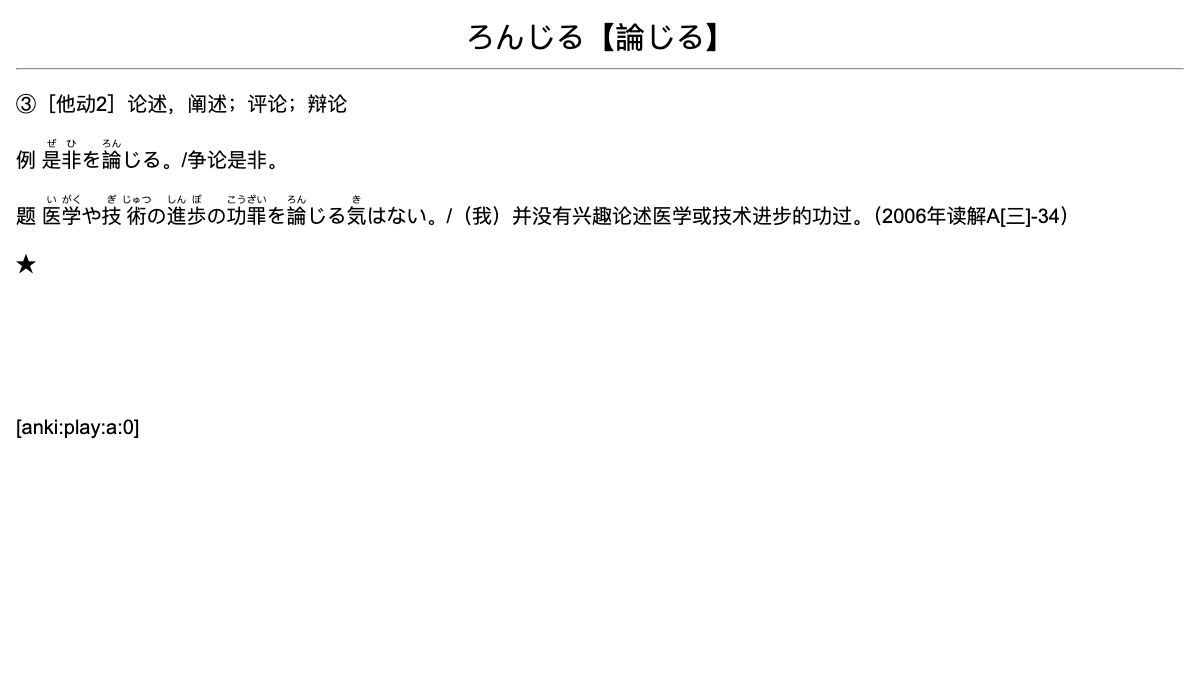 ろんじる【論じる】
③［他动2］论述，阐述；评论；辩论
ぜ ひ ろん
例 是非を論じる。/争论是非。
い がく ぎ じゅつ しん ぽ こうざい ろん き
题 医学や技術の進歩の功罪を論じる気はない。/（我）并没有兴趣论述医学或技术进步的功过。（2006年读解A[三]-34）
★
[anki:play:a:0]